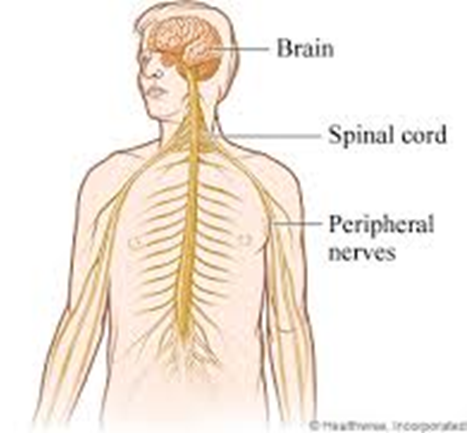 Brain
Spinal cord
Peripheral
nerves
© Healthwise, Incorporated